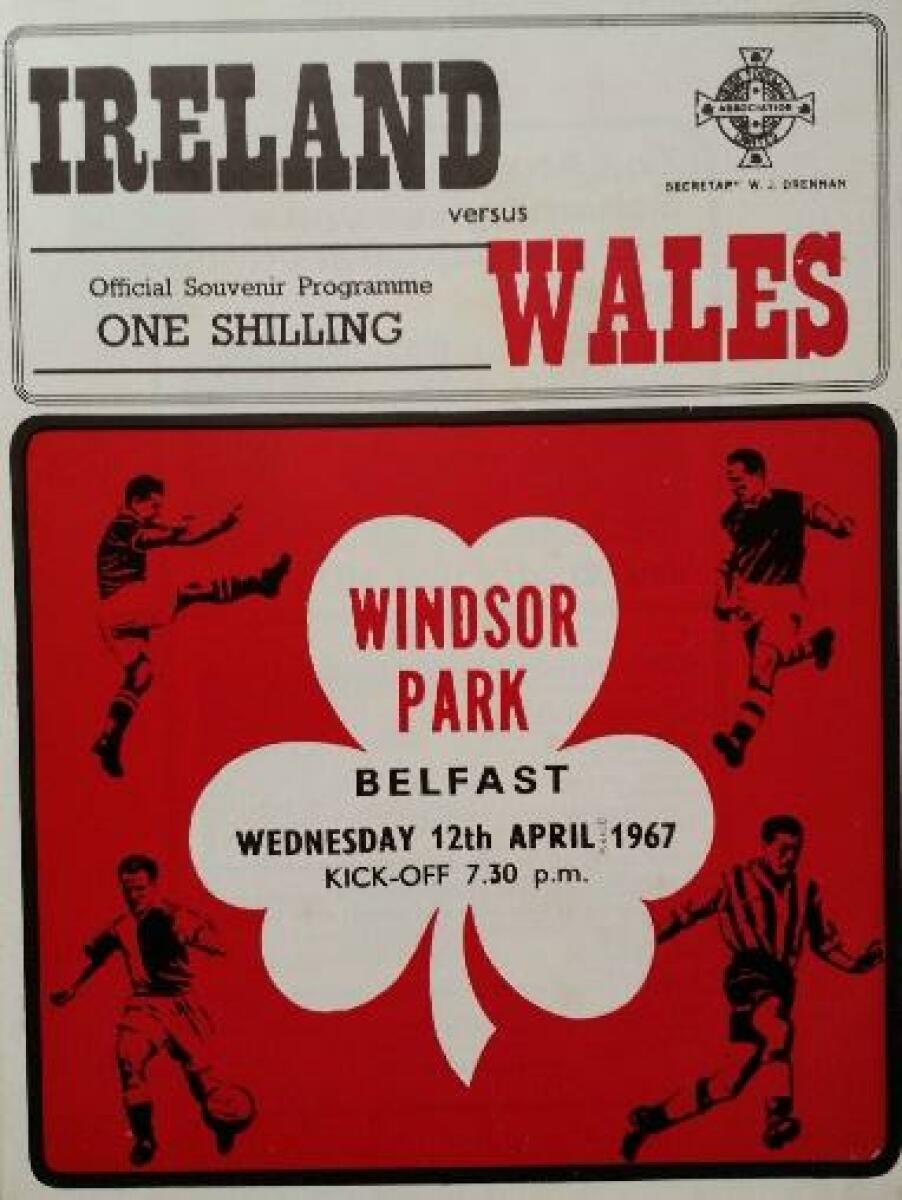 IRELAND
ASSOCIATION
SECRETARY W. J. DRENNAN
versus
WALES
Official Souvenir Programme
ONE SHILLING
WINDSOR
PARK
BELFAST
WEDNESDAY 12th APRIL 1967
KICK-OFF 7.30 p.m.